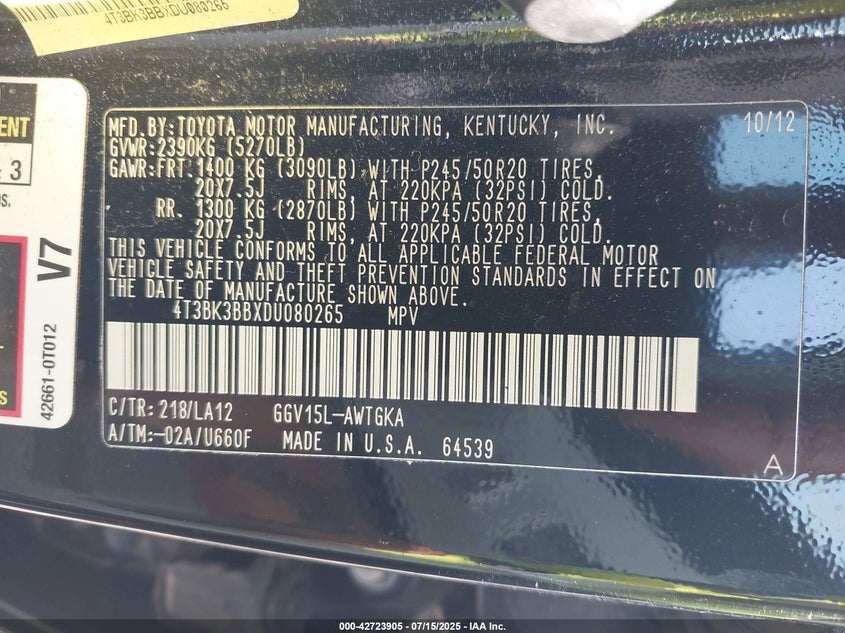 4T3BK3BBXDU080265
ENT
3
S.
V7
42661-0T012
S
MFD.BY:TOYOTA MOTOR MANUFACTURING, KENTUCKY, INC. 10/12
GVWR:2390KG (5270LB)
GAWR:FRT.1400 KG (3090LB) WITH P245/50R20 TIRES,
20X7.5J RIMS, AT 220KPA (32PSI) COLD.
RR. 1300 KG (2870LB) WITH P245/50R20 TIRES,
20X7.5J RIMS, AT 220KPA (32PSI) COLD.
THIS VEHICLE CONFORMS TO ALL APPLICABLE FEDERAL MOTOR
VEHICLE SAFETY AND THEFT PREVENTION STANDARDS IN EFFECT ON
THE DATE OF MANUFACTURE SHOWN ABOVE.
4T3BK3BBXDU080265 MPV
C/TR:218/LA12 GGV15L-AWTGKA
A/TM:-02A/U660F MADE IN U.S.A. 64539
A
000-42723905 - 07/15/2025 - IAA Inc.